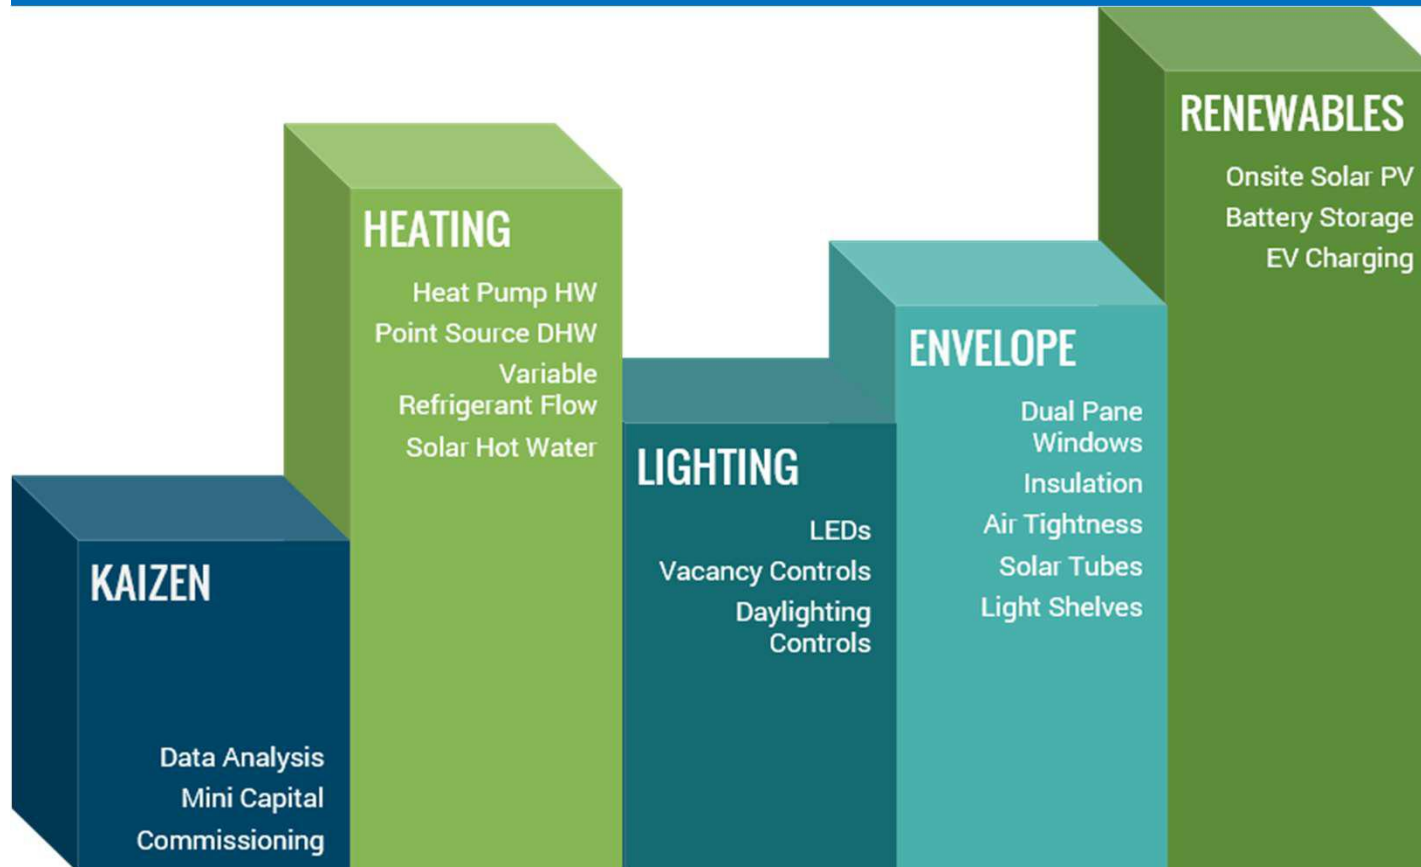 KAIZEN
Data Analysis
Mini Capital
Commissioning
HEATING
Heat Pump HW
Point Source DHW
Variable
Refrigerant Flow
Solar Hot Water
LIGHTING
LEDs
Vacancy Controls
Daylighting
Controls
ENVELOPE
Dual Pane
Windows
Insulation
Air Tightness
Solar Tubes
Light Shelves
RENEWABLES
Onsite Solar PV
Battery Storage
EV Charging